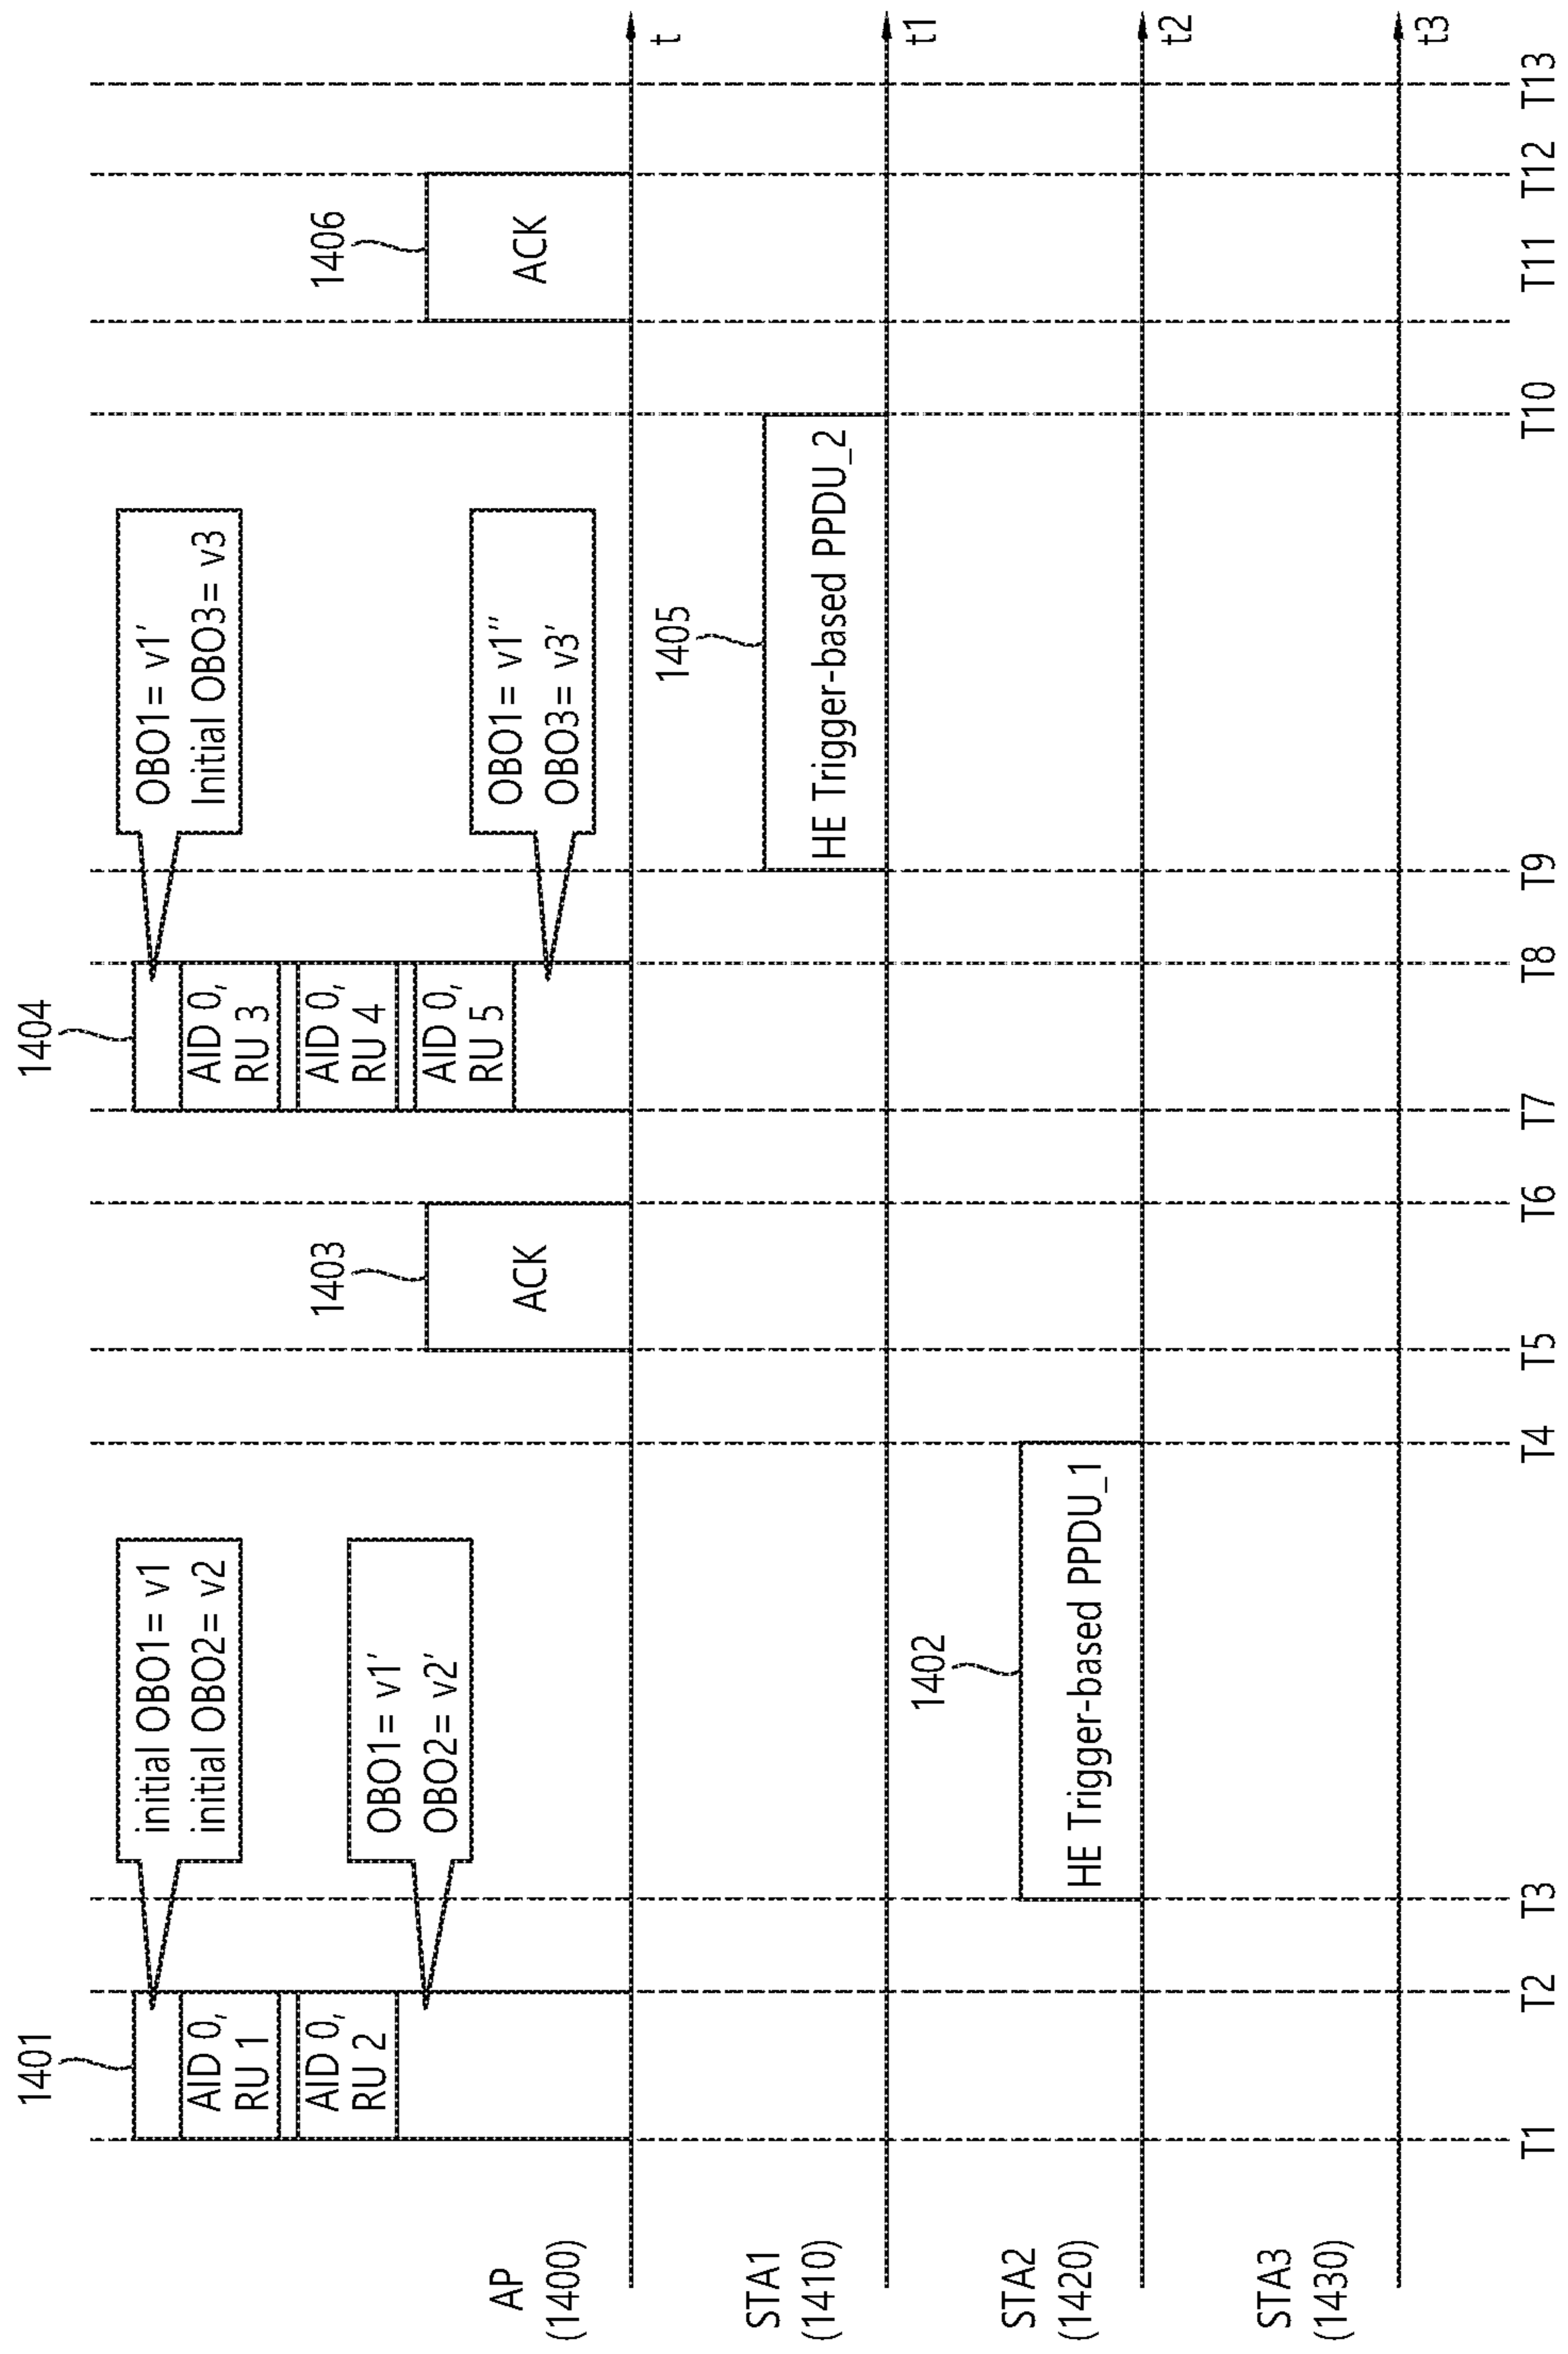 1401
AID 0,
RU 1
AID 0,
RU 2
initial OBO1= v1
initial OBO2= v2
OBO1= v1′
OBO2= v2′
1403
ACK
1404
AID 0,
RU 3
AID 0,
RU 4
AID 0,
RU 5
OBO1= v1′
Initial OBO3= v3
OBO1= v1′′
OBO3= v3′
1406
ACK
AP
(1400)
t
1405
HE Trigger-based PPDU_2
STA1
(1410)
t1
1402
HE Trigger-based PPDU_1
STA2
(1420)
t2
STA3
(1430)
t3
T1
T2
T3
T4
T5
T6
T7
T8
T9
T10
T11
T12
T13